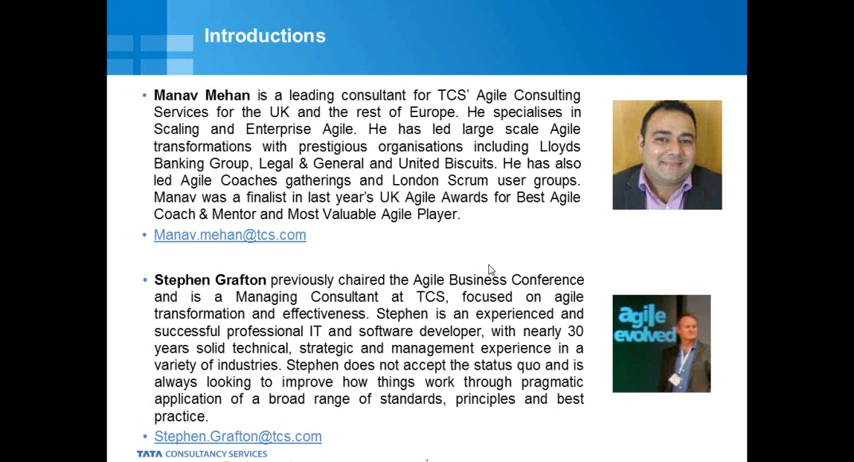 Introductions
• Manav Mehan is a leading consultant for TCS’ Agile Consulting
Services for the UK and the rest of Europe. He specialises in
Scaling and Enterprise Agile. He has led large scale Agile
transformations with prestigious organisations including Lloyds
Banking Group, Legal & General and United Biscuits. He has also
led Agile Coaches gatherings and London Scrum user groups.
Manav was a finalist in last year’s UK Agile Awards for Best Agile
Coach & Mentor and Most Valuable Agile Player.
• Manav.mehan@tcs.com
• Stephen Grafton previously chaired the Agile Business Conference
and is a Managing Consultant at TCS, focused on agile
transformation and effectiveness. Stephen is an experienced and
successful professional IT and software developer, with nearly 30
years solid technical, strategic and management experience in a
variety of industries. Stephen does not accept the status quo and is
always looking to improve how things work through pragmatic
application of a broad range of standards, principles and best
practice.
agile
evolved
• Stephen.Grafton@tcs.com
TATA CONSULTANCY SERVICES